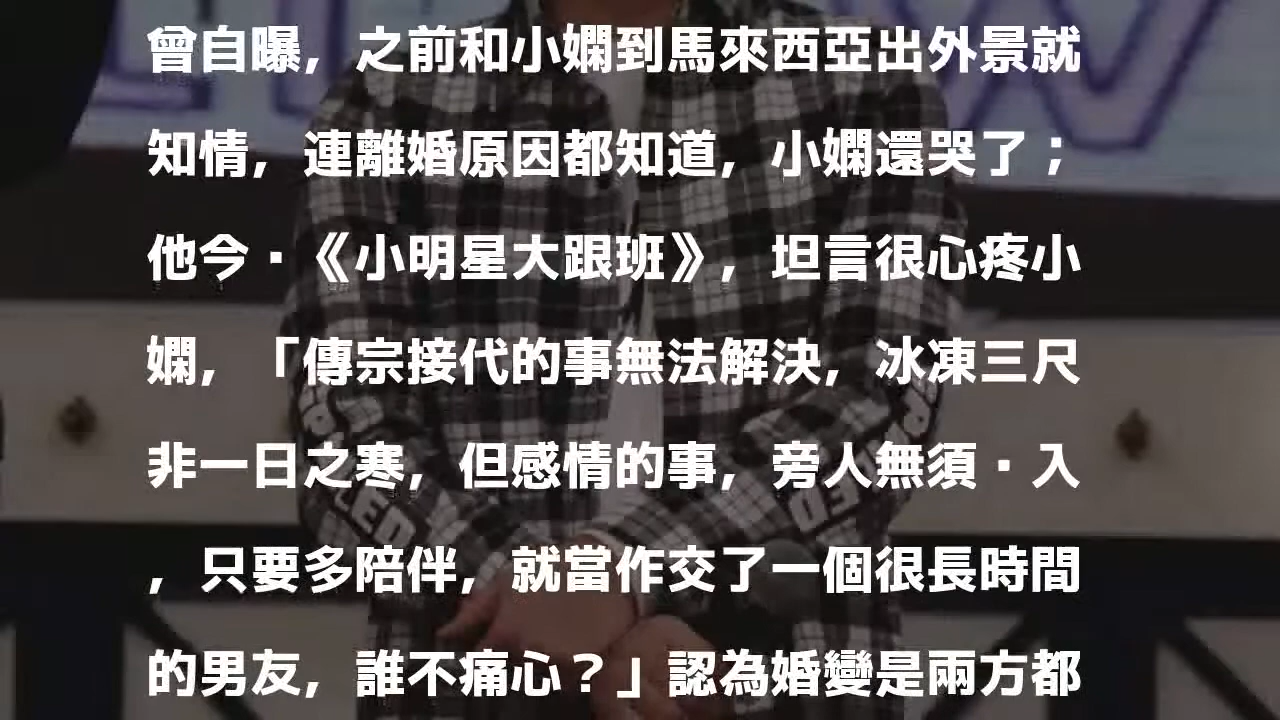 曾自曝，之前和小嫻到馬來西亞出外景就
知情，連離婚原因都知道，小嫻還哭了；
他今·《小明星大跟班》，坦言很心疼小
嫻，「傳宗接代的事無法解決，冰凍三尺
非一日之寒，但感情的事，旁人無須·入
，只要多陪伴，就當作交了一個很長時間
的男友，誰不痛心？」認為婚變是兩方都